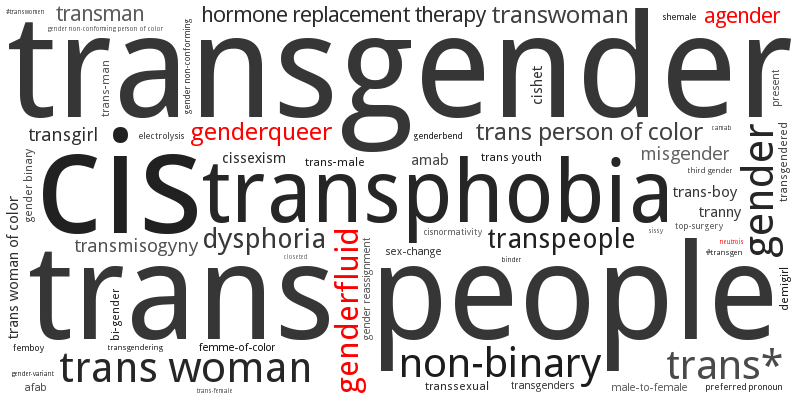 #transwomen
transman
hormone replacement therapy
transwoman
shemale
agender
gender non-conforming person of color
transgender
trans-man
gender non-conforming
cishet
present
transgirl
electrolysis
genderqueer
genderbend
trans person of color
camab
gender binary
cis
cissexism
trans-male
amab
trans youth
misgender
third gender
gender
transgendered
transphobia
trans-boy
tranny
trans woman of color
transmisogyny
dysphoria
cisnormativity
transpeople
sissy
top-surgery
neutrois
#transgen
closeted
genderfluid
gender reassignment
sex-change
binder
trans people
demigirl
bi-gender
femboy
transgendering
femme-of-color
gender-variant
afab
trans woman
trans-female
non-binary
transsexual
transgenders
male-to-female
trans*
preferred pronoun